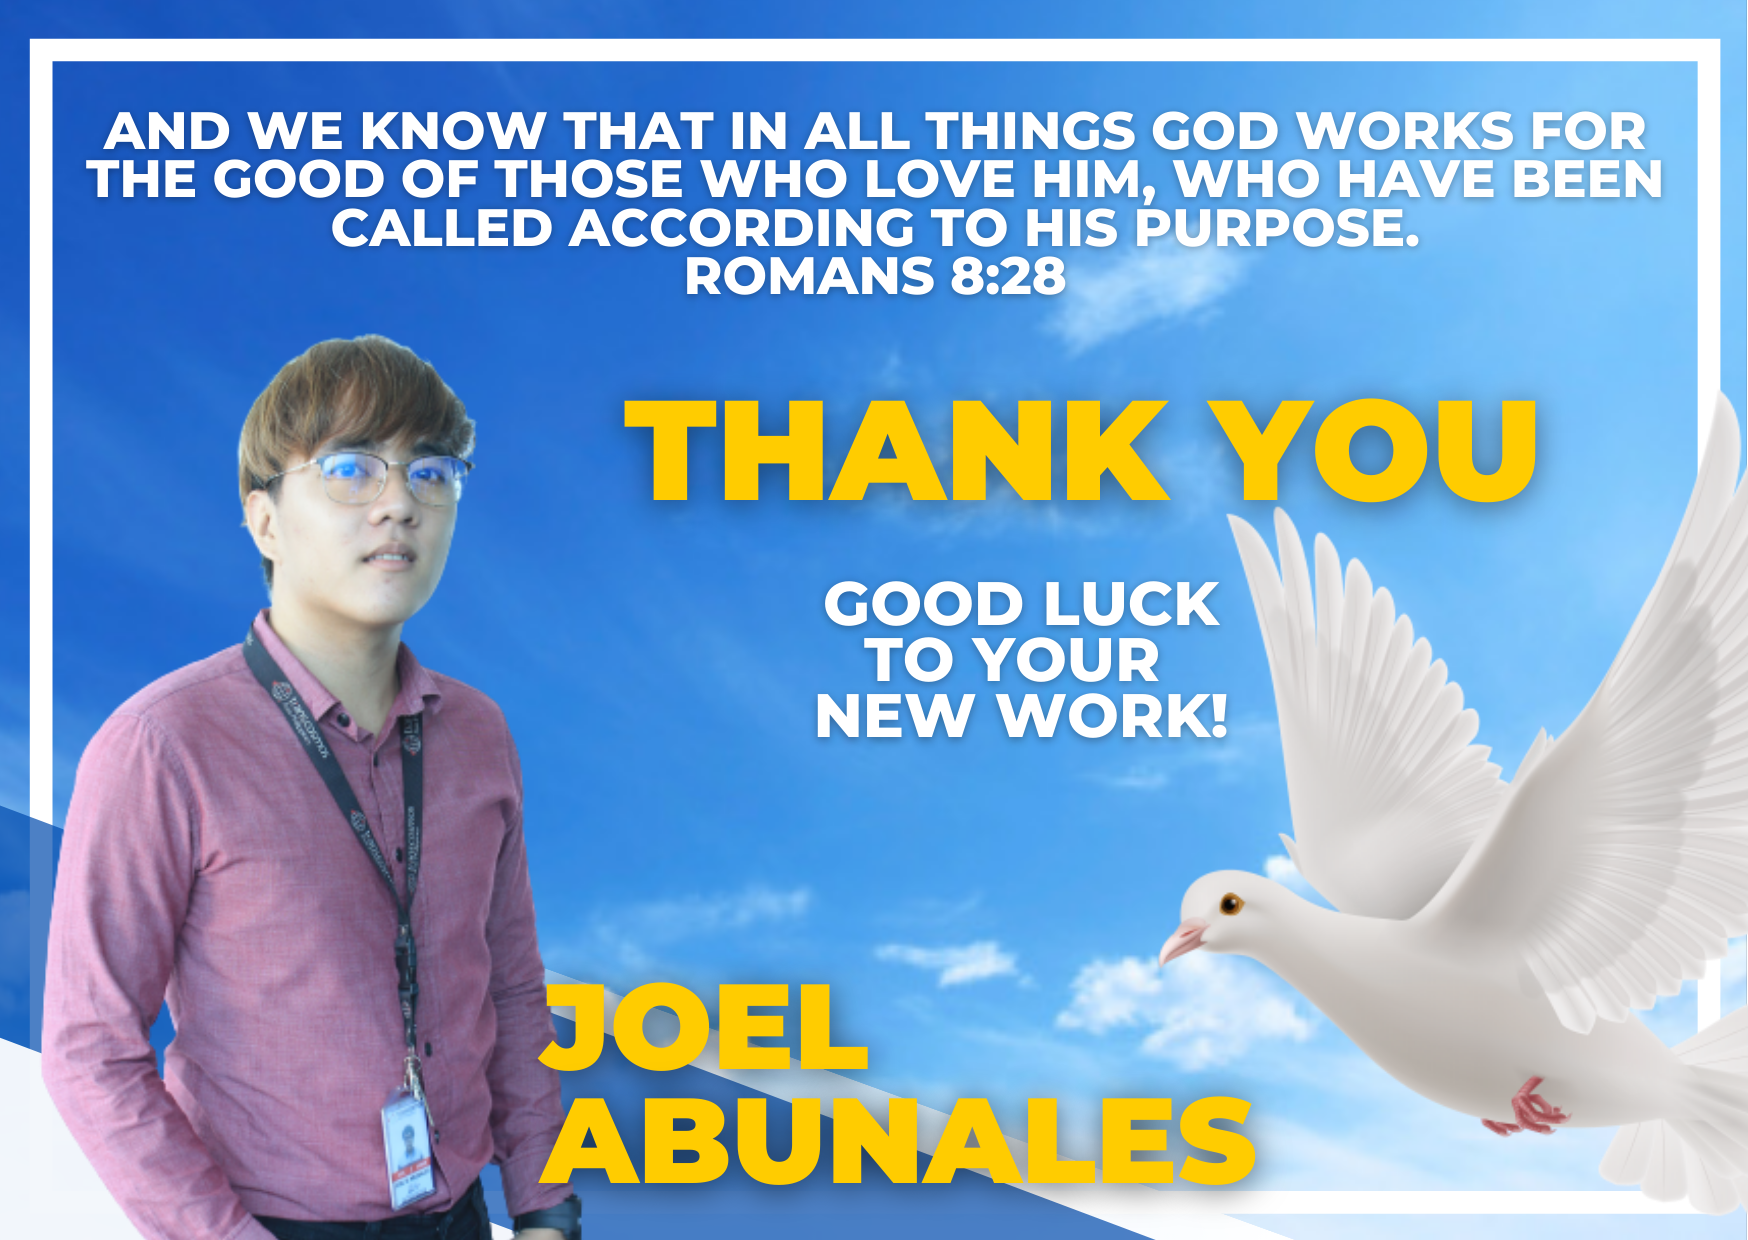 AND WE KNOW THAT IN ALL THINGS GOD WORKS FOR
THE GOOD OF THOSE WHO LOVE HIM, WHO HAVE BEEN
CALLED ACCORDING TO HIS PURPOSE.
ROMANS 8:28
THANK YOU
GOOD LUCK
TO YOUR
NEW WORK!
JOEL
ABUNALES
transcosmos
transcosmos